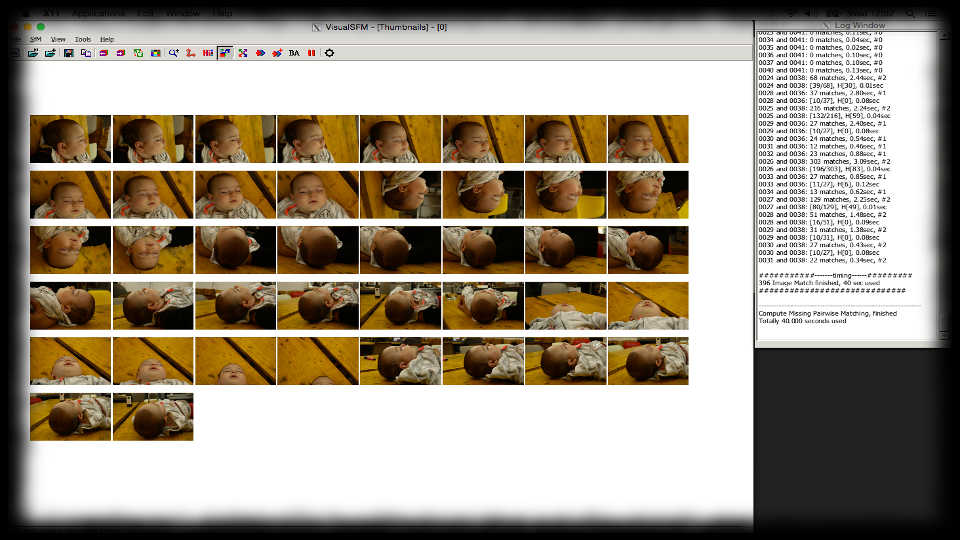 X11 Applications Edit Window Help
VisualSFM - [Thumbnails] - [0]
Log Window
SfM View Tools Help
BA
0034 and 0041: 0 matches, 0.04sec, #0
0035 and 0041: 0 matches, 0.02sec, #0
0036 and 0041: 0 matches, 0.10sec, #0
0037 and 0041: 0 matches, 0.10sec, #0
0040 and 0041: 0 matches, 0.13sec, #0
0024 and 0038: 68 matches, 2.44sec, #2
0024 and 0038: [39/68], H[30], 0.01sec
0028 and 0036: 37 matches, 2.80sec, #1
0028 and 0036: [10/37], H[0], 0.08sec
0025 and 0038: 216 matches, 2.24sec, #2
0025 and 0038: [132/216], H[59], 0.04sec
0029 and 0036: 27 matches, 2.40sec, #1
0029 and 0036: [10/27], H[0], 0.08sec
0030 and 0036: 24 matches, 0.54sec, #1
0031 and 0036: 12 matches, 0.46sec, #1
0032 and 0036: 23 matches, 0.88sec, #1
0026 and 0038: 303 matches, 3.09sec, #2
0026 and 0038: [196/303], H[83], 0.04sec
0033 and 0036: 27 matches, 0.85sec, #1
0033 and 0036: [11/27], H[6], 0.12sec
0034 and 0036: 13 matches, 0.62sec, #1
0027 and 0038: 129 matches, 2.25sec, #2
0027 and 0038: [80/129], H[49], 0.01sec
0028 and 0038: 51 matches, 1.48sec, #2
0028 and 0038: [16/51], H[0], 0.09sec
0029 and 0038: 31 matches, 1.38sec, #2
0029 and 0038: [10/31], H[0], 0.08sec
0030 and 0038: 27 matches, 0.43sec, #2
0030 and 0038: [10/27], H[0], 0.08sec
0031 and 0038: 22 matches, 0.34sec, #2
###########-------timing------#########
396 Image Match finished, 40 sec used
#############################
----------------------------------------------------------------
Compute Missing Pairwise Matching, finished
Totally 40.000 seconds used